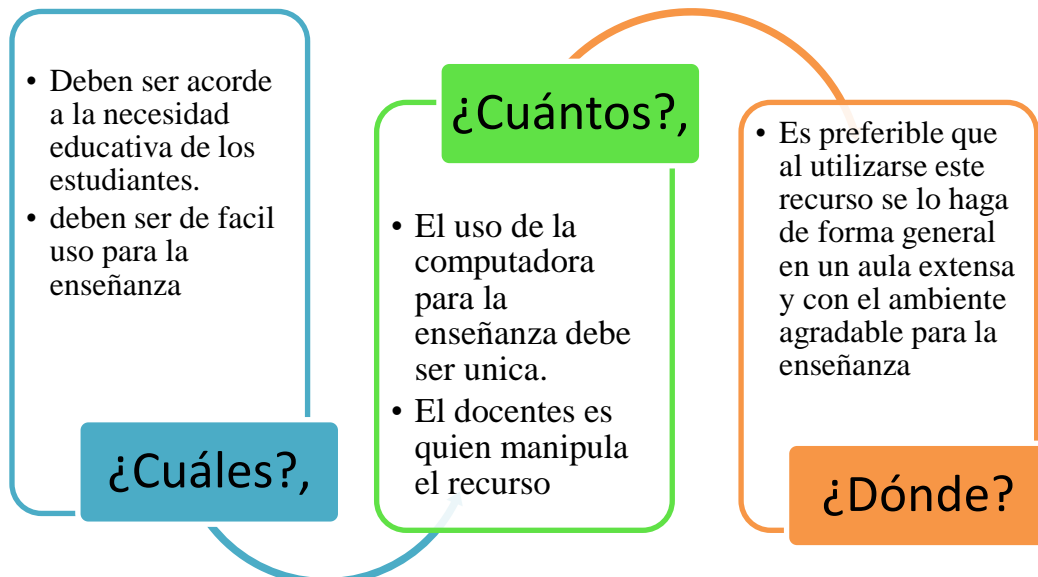 • Deben ser acorde
a la necesidad
educativa de los
estudiantes.
• deben ser de facil
uso para la
enseñanza
¿Cuáles?,
¿Cuántos?,
• El uso de la
computadora
para la
enseñanza debe
ser unica.
• El docentes es
quien manipula
el recurso
• Es preferible que
al utilizarse este
recurso se lo haga
de forma general
en un aula extensa
y con el ambiente
agradable para la
enseñanza
¿Dónde?